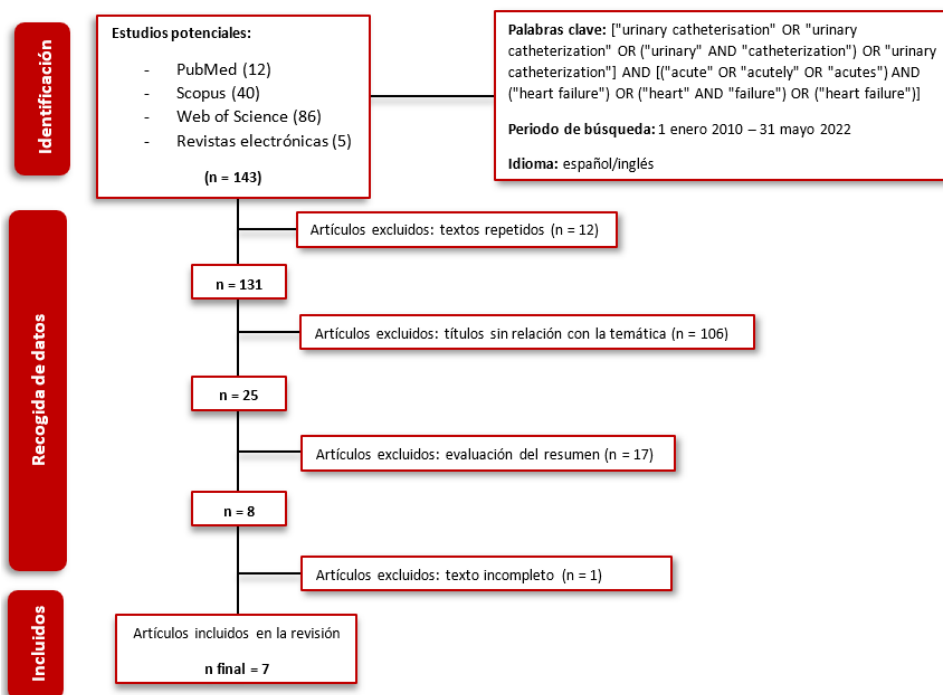 Identificación
Estudios potenciales:
- PubMed (12)
- Scopus (40)
- Web of Science (86)
- Revistas electrónicas (5)
(n = 143)
Palabras clave: ["urinary catheterisation" OR "urinary
catheterization" OR ("urinary" AND "catheterization") OR "urinary
catheterization"] AND [("acute" OR "acutely" OR "acutes") AND
("heart failure") OR ("heart" AND "failure") OR ("heart failure")]
Periodo de búsqueda: 1 enero 2010 – 31 mayo 2022
Idioma: español/inglés
Recogida de datos
Artículos excluidos: textos repetidos (n = 12)
n = 131
Artículos excluidos: títulos sin relación con la temática (n = 106)
n = 25
Artículos excluidos: evaluación del resumen (n = 17)
n = 8
Artículos excluidos: texto incompleto (n = 1)
Incluidos
Artículos incluidos en la revisión
n final = 7